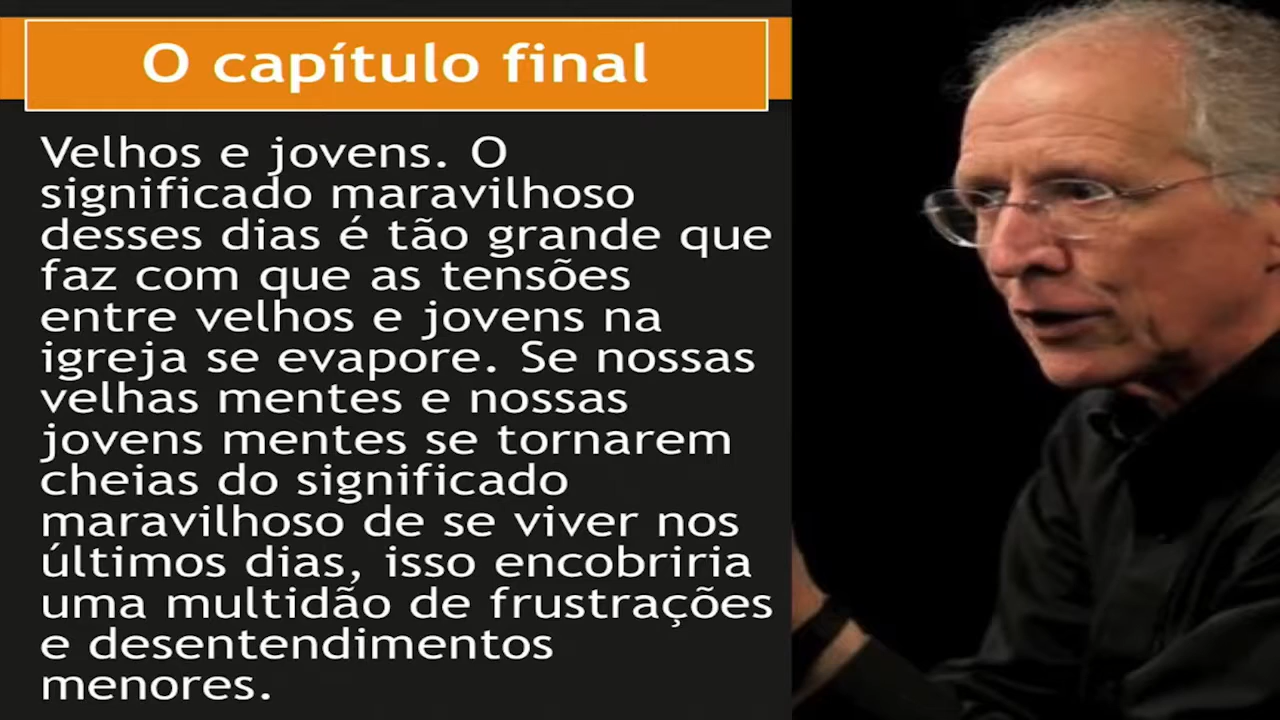 O capítulo final
Velhos e jovens. O
significado maravilhoso
desses dias é tão grande que
faz com que as tensões
entre velhos e jovens na
igreja se evapore. Se nossas
velhas mentes e nossas
jovens mentes se tornarem
cheias do significado
maravilhoso de se viver nos
últimos dias, isso encobriria
uma multidão de frustrações
e desentendimentos
menores.